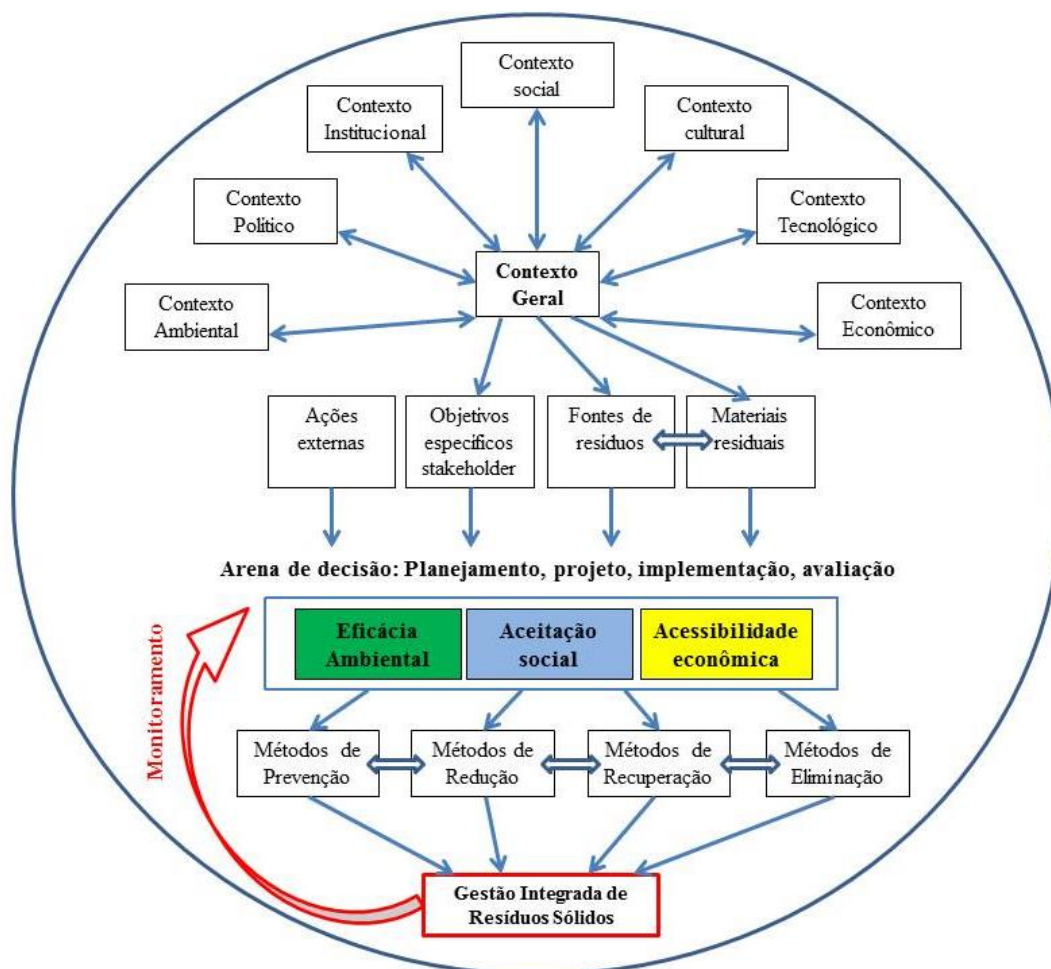 Contexto
social
Contexto
Institucional
Contexto
cultural
Contexto
Político
Contexto
Tecnológico
Contexto
Geral
Contexto
Ambiental
Contexto
Econômico
Ações
externas
Objetivos
específicos
stakeholder
Fontes de
resíduos
Materiais
residuais
Arena de decisão: Planejamento, projeto, implementação, avaliação
Eficácia
Ambiental
Aceitação
social
Acessibilidade
econômica
Monitoramento
Métodos de
Prevenção
Métodos de
Redução
Métodos de
Recuperação
Métodos de
Eliminação
Gestão Integrada de
Resíduos Sólidos